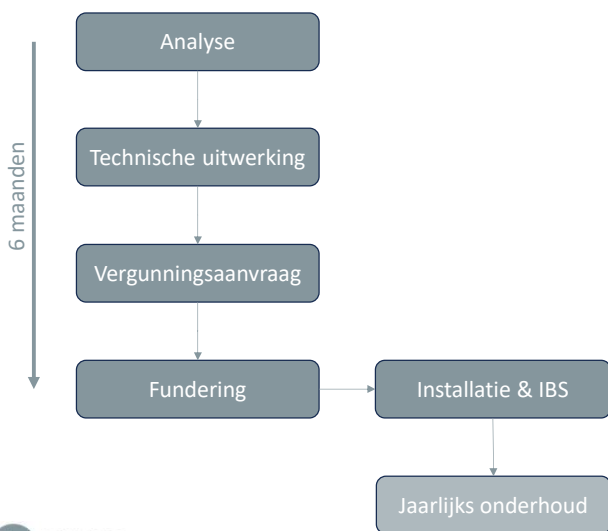 Analyse
6 maanden
Technische uitwerking
Vergunningsaanvraag
Fundering
Installatie & IBS
Jaarlijks onderhoud